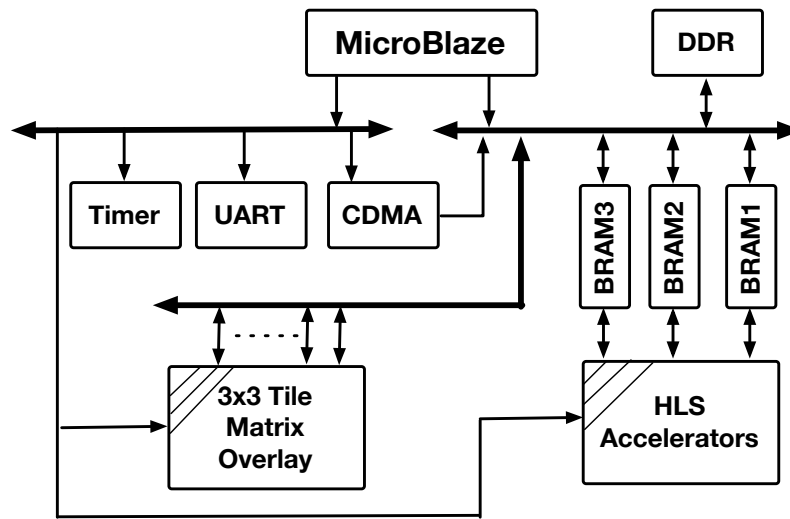 MicroBlaze
DDR
Timer
UART
CDMA
BRAM3
BRAM2
BRAM1
3x3 Tile
Matrix
Overlay
HLS
Accelerators